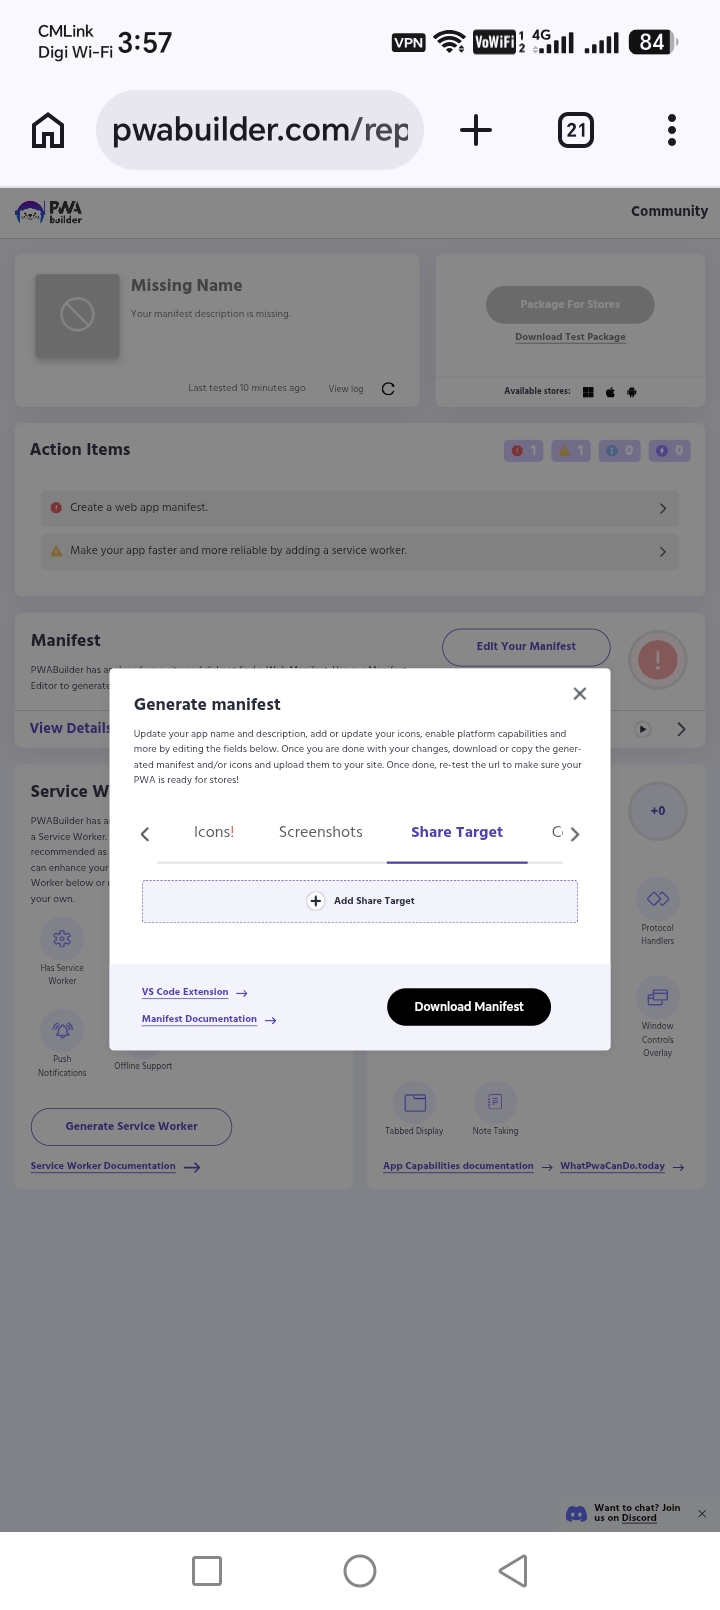 CMLink
Digi Wi-Fi
3:57
VPN
VoWiFi 1 2
4G
84
pwabuilder.com/rep
21
PWA
builder
Community
Missing Name
Your manifest description is missing.
Last tested 10 minutes ago
View log
Package For Stores
Download Test Package
Available stores:
Action Items
1
1
0
0
Create a web app manifest.
Make your app faster and more reliable by adding a service worker.
Manifest
Edit Your Manifest
PWABuilder has
Editor to generate
View Details
Generate manifest
Update your app name and description, add or update your icons, enable platform capabilities and
more by editing the fields below. Once you are done with your changes, download or copy the gener-
ated manifest and/or icons and upload them to your site. Once done, re-test the url to make sure your
PWA is ready for stores!
Icons!
Screenshots
Share Target
Add Share Target
VS Code Extension
Manifest Documentation
Download Manifest
Service W
+0
PWABuilder has
a Service Worker.
recommended as
can enhance your
Worker below or
your own.
Has Service
Worker
Push
Notifications
Offline Support
Generate Service Worker
Service Worker Documentation
Protocol
Handlers
Window
Controls
Overlay
Tabbed Display
Note Taking
App Capabilities documentation
WhatPwaCanDo.today
Want to chat? Join
us on Discord